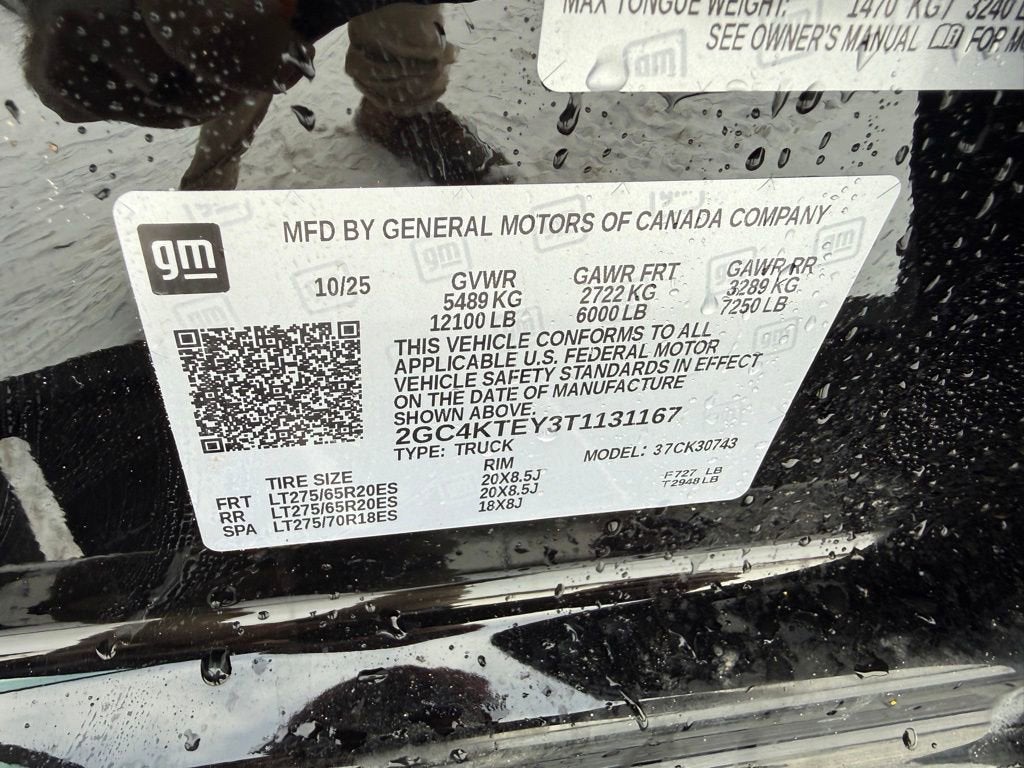 MAX TONGUE WEIGHT: 1470 KG / 3240
SEE OWNER'S MANUAL FOR
gm
MFD BY GENERAL MOTORS OF CANADA COMPANY
10/25 GVWR GAWR FRT GAWR RR
5489 KG 2722 KG 3289 KG
12100 LB 6000 LB 7250 LB
THIS VEHICLE CONFORMS TO ALL
APPLICABLE U.S. FEDERAL MOTOR
VEHICLE SAFETY STANDARDS IN EFFECT
ON THE DATE OF MANUFACTURE
SHOWN ABOVE.
2GC4KTEY3T1131167
TYPE: TRUCK MODEL: 37CK30743
TIRE SIZE RIM
FRT LT275/65R20ES 20X8.5J F727 LB
RR LT275/65R20ES 20X8.5J T2948 LB
SPA LT275/70R18ES 18X8J